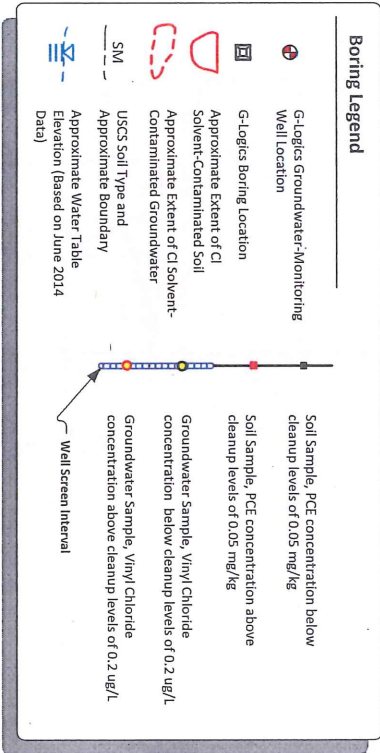 Boring Legend
G-Logics Groundwater-Monitoring
Well Location
G-Logics Boring Location
Approximate Extent of Cl
Solvent-Contaminated Soil
Approximate Extent of Cl Solvent-
Contaminated Groundwater
SM
USCS Soil Type and
Approximate Boundary
Approximate Water Table
Elevation (Based on June 2014
Data)
Soil Sample, PCE concentration below
cleanup levels of 0.05 mg/kg
Soil Sample, PCE concentration above
cleanup levels of 0.05 mg/kg
Groundwater Sample, Vinyl Chloride
concentration below cleanup levels of 0.2 ug/L
Groundwater Sample, Vinyl Chloride
concentration above cleanup levels of 0.2 ug/L
Well Screen Interval